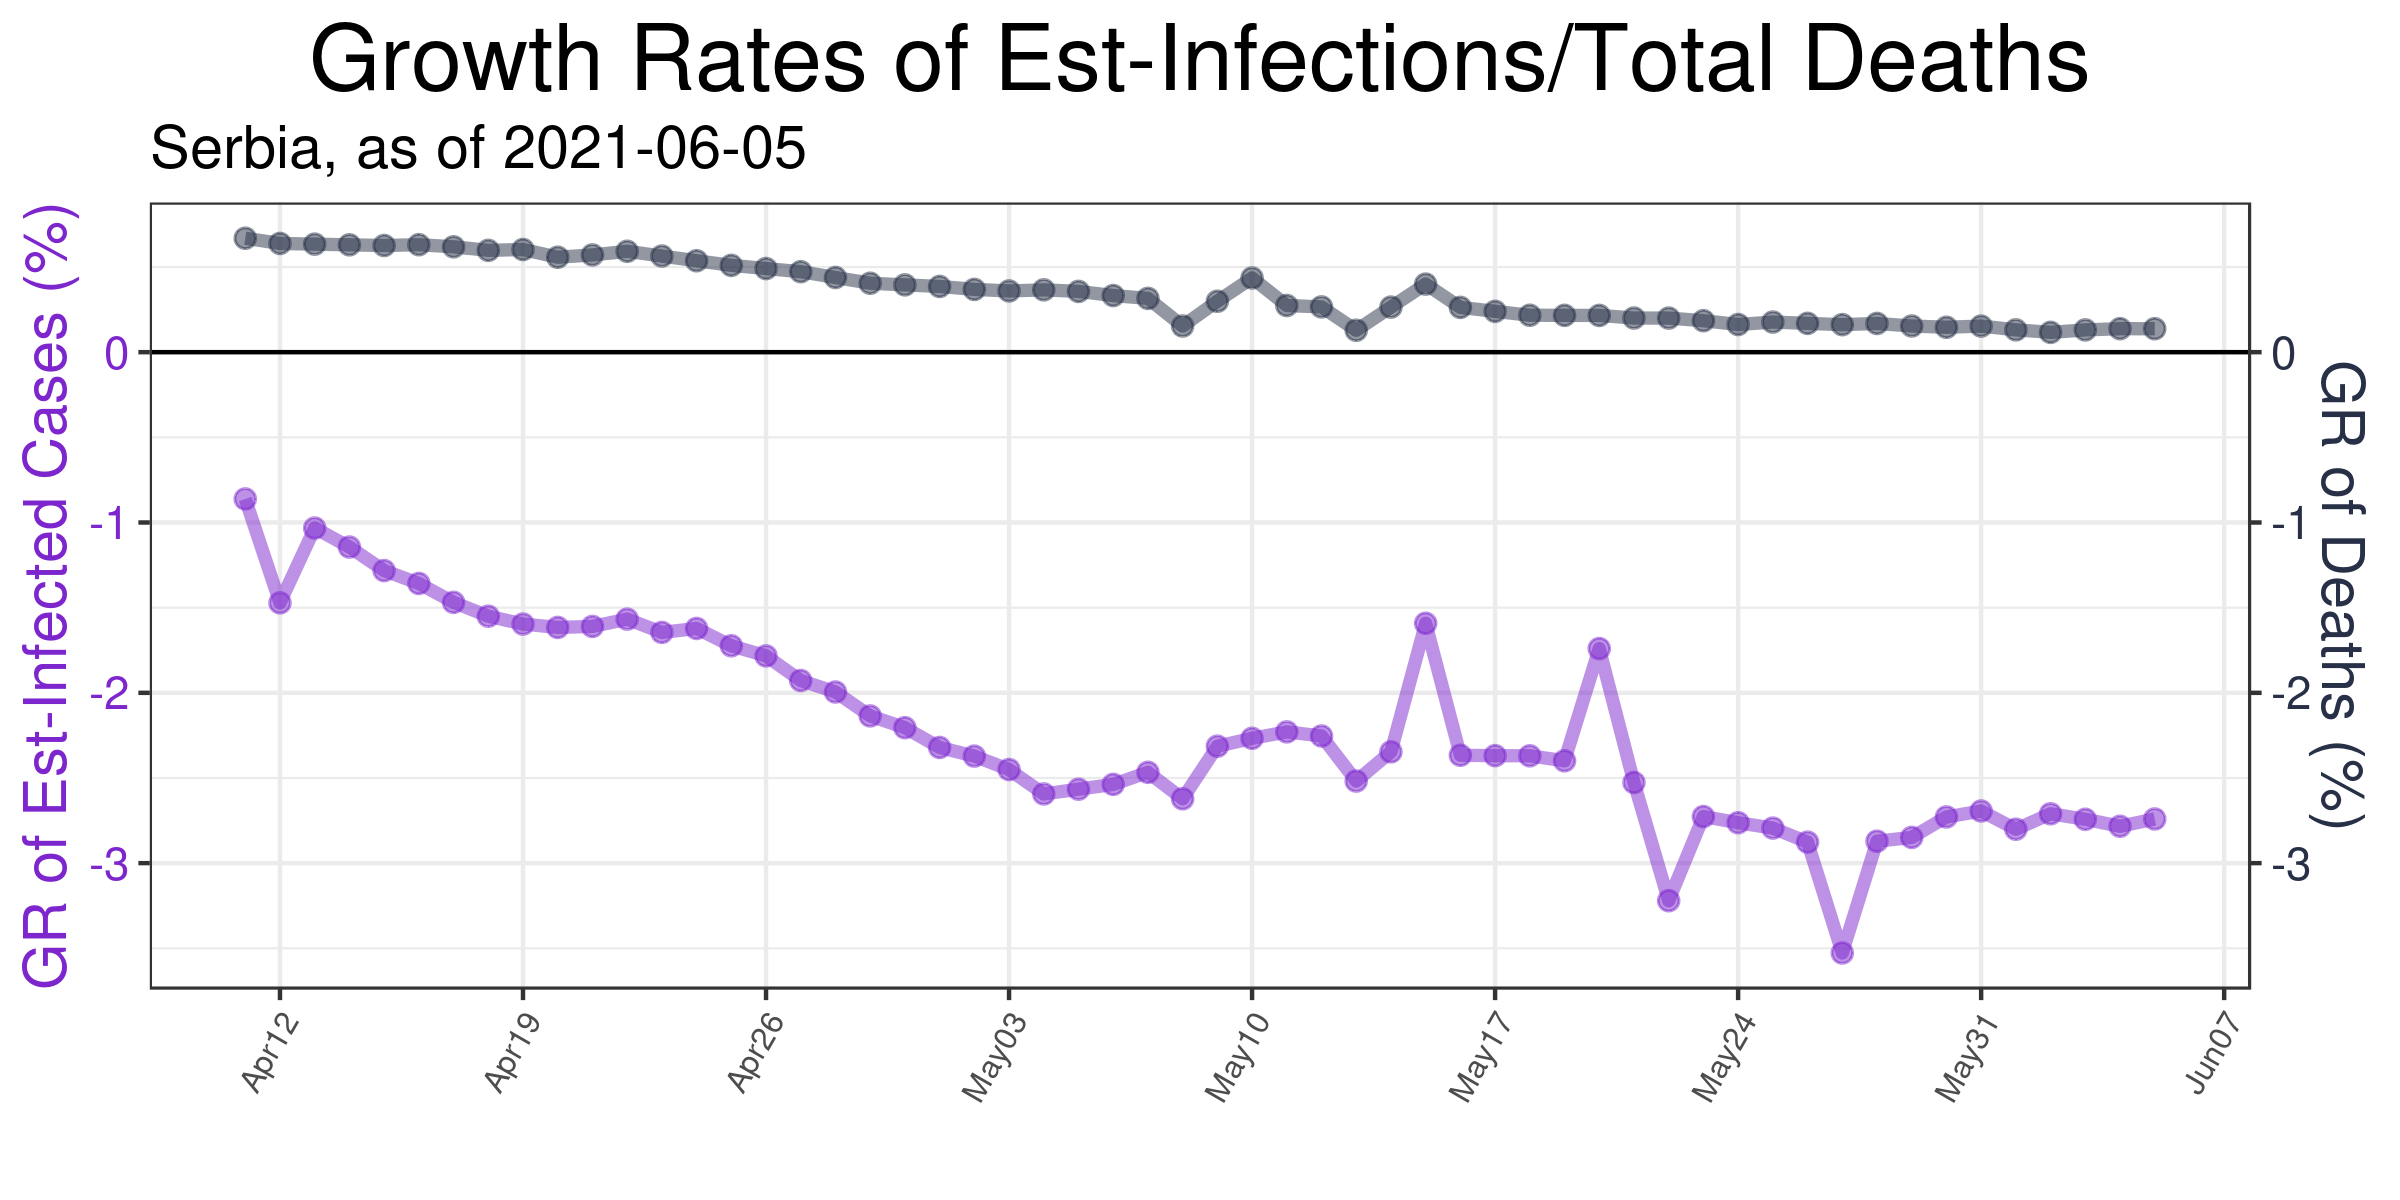 Growth Rates of Est-Infections/Total Deaths
Serbia, as of 2021-06-05
GR of Est-Infected Cases (%)
0
-1
-2
-3
0
-1
-2
-3
GR of Deaths (%)
Apr12
Apr19
Apr26
May03
May10
May17
May24
May31
Jun07